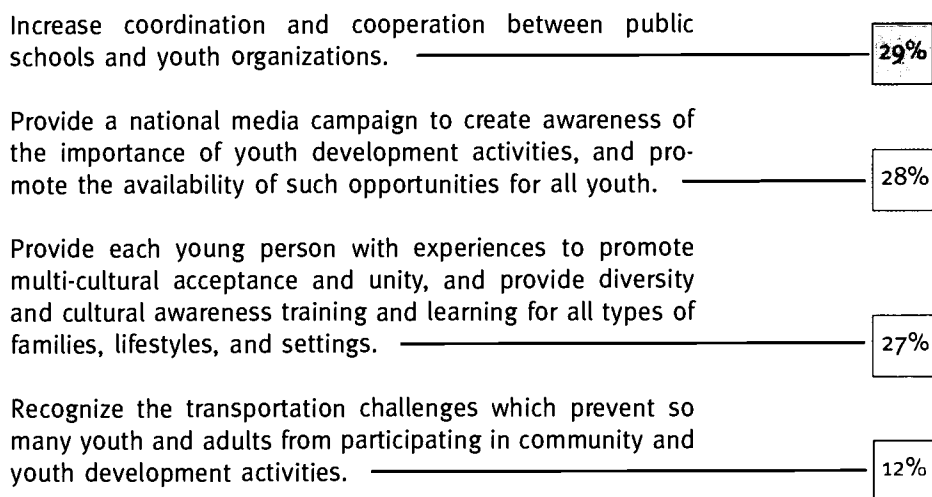 Increase coordination and cooperation between public
schools and youth organizations. 29%
Provide a national media campaign to create awareness of
the importance of youth development activities, and pro-
mote the availability of such opportunities for all youth. 28%
Provide each young person with experiences to promote
multi-cultural acceptance and unity, and provide diversity
and cultural awareness training and learning for all types of
families, lifestyles, and settings. 27%
Recognize the transportation challenges which prevent so
many youth and adults from participating in community and
youth development activities. 12%